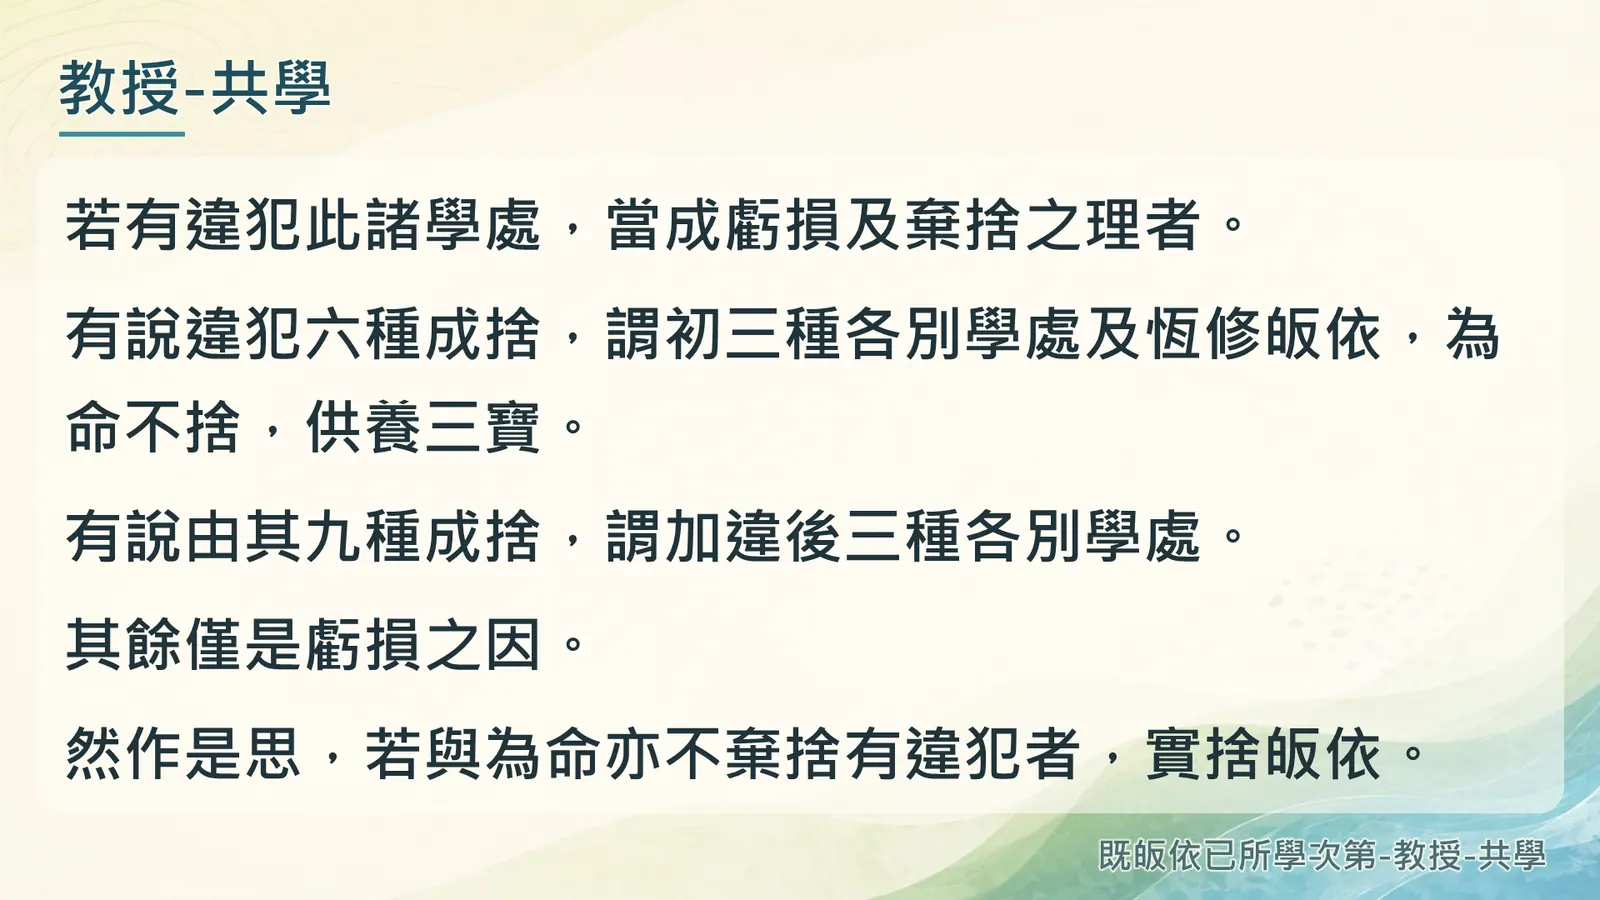 教授-共學
若有違犯此諸學處，當成虧損及棄捨之理者。
有說違犯六種成捨，謂初三種各別學處及恆修皈依，為
命不捨，供養三寶。
有說由其九種成捨，謂加違後三種各別學處。
其餘僅是虧損之因。
然作是思，若與為命亦不棄捨有違犯者，實捨皈依。
既皈依已所學次第-教授-共學